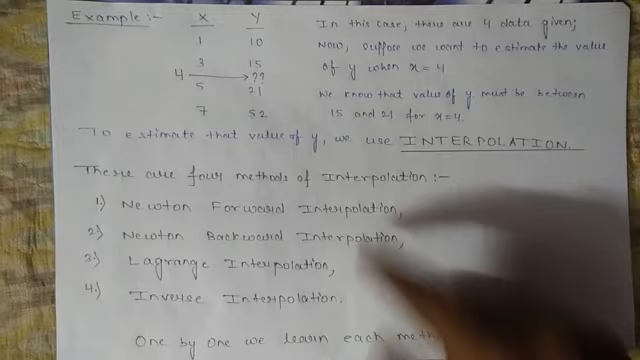 Example:- X Y In this case, there are 4 data given;
1 10 Now, suppose we want to estimate the value
3 15 of y when x = 4
4 → ??
5 21 We know that value of y must be between
7 52 15 and 21 for x=4.
To estimate that value of y, we use INTERPOLATION.
There are four methods of Interpolation :-
1.) Newton Forward Interpolation,
2.) Newton Backward Interpolation,
3.) Lagrange Interpolation,
4.) Inverse Interpolation.
One by one we learn each